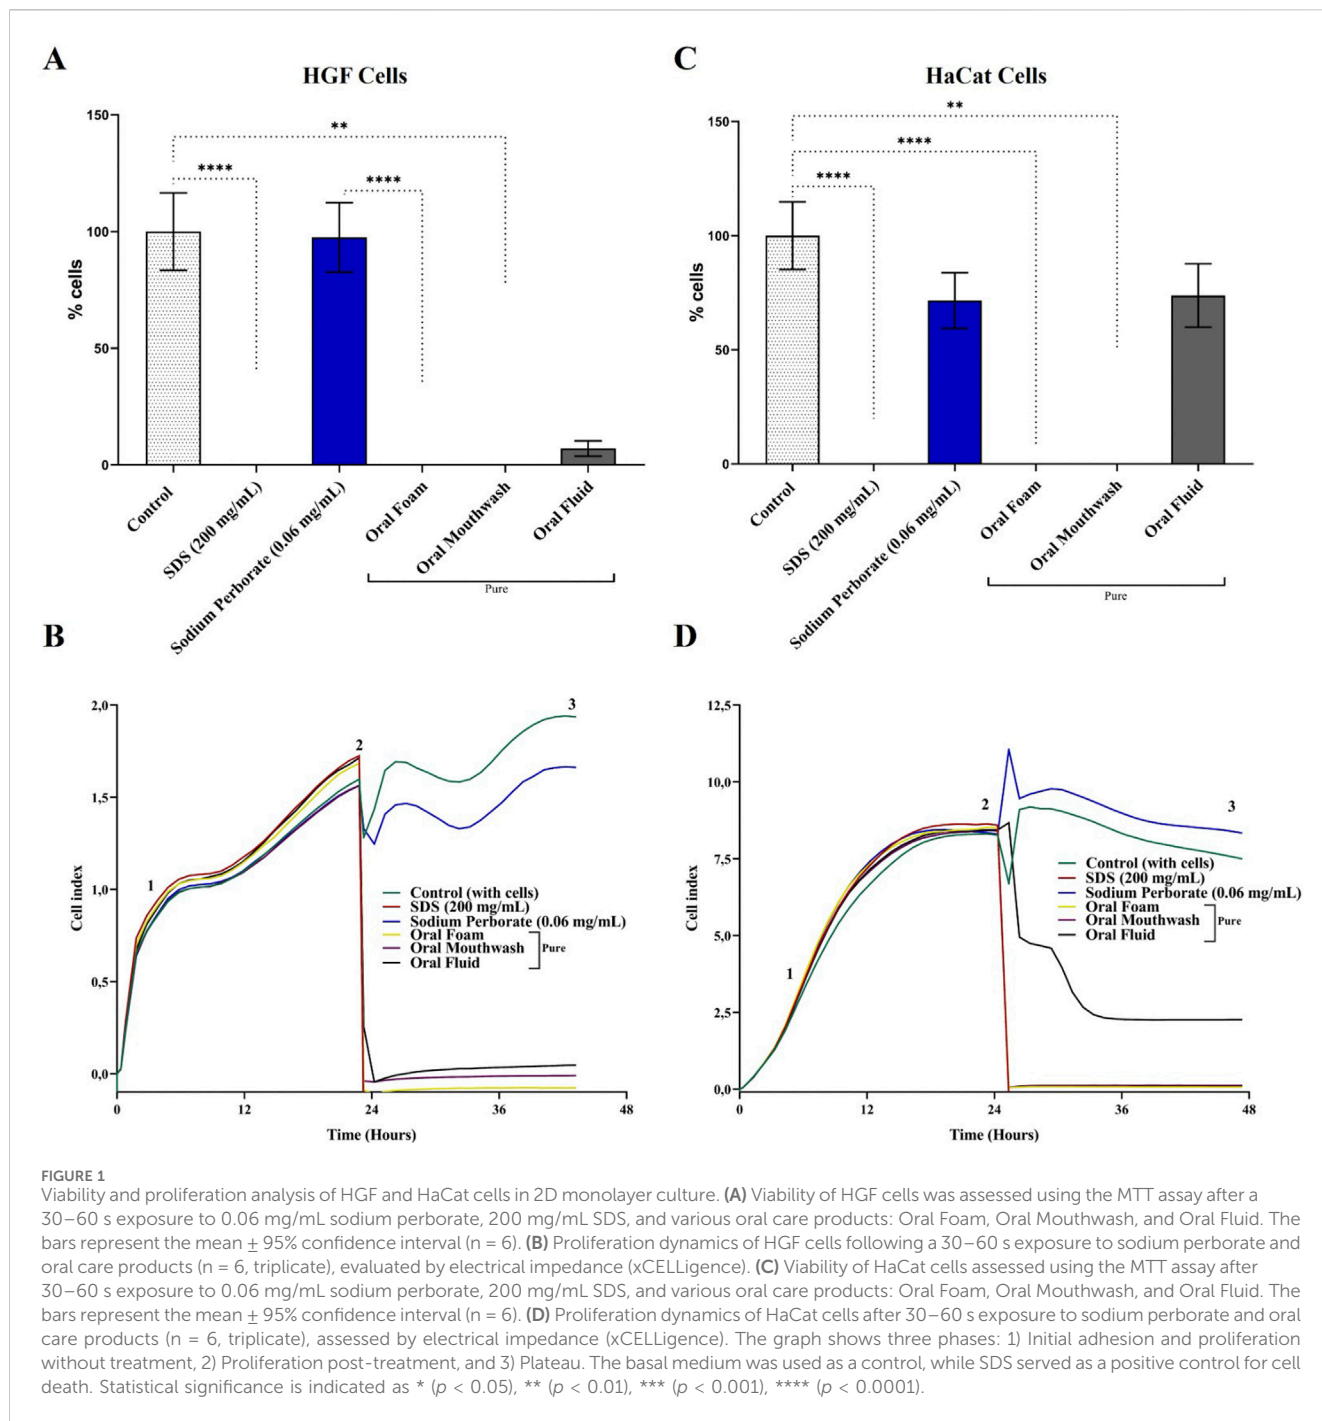 A
HGF Cells
150
100
50
0
% cells
**
****
****
Control
SDS (200 mg/mL)
Sodium Perborate (0.06 mg/mL)
Oral Foam
Oral Mouthwash
Oral Fluid
Pure
C
HaCat Cells
150
100
50
0
% cells
**
****
****
Control
SDS (200 mg/mL)
Sodium Perborate (0.06 mg/mL)
Oral Foam
Oral Mouthwash
Oral Fluid
Pure
B
2,0
1,5
1,0
0,5
0,0
Cell index
1
2
3
Control (with cells)
SDS (200 mg/mL)
Sodium Perborate (0.06 mg/mL)
Oral Foam
Oral Mouthwash
Oral Fluid
Pure
0
12
24
36
48
Time (Hours)
D
12,5
10,0
7,5
5,0
2,5
0,0
Cell index
1
2
3
Control (with cells)
SDS (200 mg/mL)
Sodium Perborate (0.06 mg/mL)
Oral Foam
Oral Mouthwash
Oral Fluid
Pure
0
12
24
36
48
Time (Hours)
FIGURE 1
Viability and proliferation analysis of HGF and HaCat cells in 2D monolayer culture. (A) Viability of HGF cells was assessed using the MTT assay after a
30–60 s exposure to 0.06 mg/mL sodium perborate, 200 mg/mL SDS, and various oral care products: Oral Foam, Oral Mouthwash, and Oral Fluid. The
bars represent the mean ± 95% confidence interval (n = 6). (B) Proliferation dynamics of HGF cells following a 30–60 s exposure to sodium perborate and
oral care products (n = 6, triplicate), evaluated by electrical impedance (xCELLigence). (C) Viability of HaCat cells assessed using the MTT assay after
30–60 s exposure to 0.06 mg/mL sodium perborate, 200 mg/mL SDS, and various oral care products: Oral Foam, Oral Mouthwash, and Oral Fluid. The
bars represent the mean ± 95% confidence interval (n = 6). (D) Proliferation dynamics of HaCat cells after 30–60 s exposure to sodium perborate and oral
care products (n = 6, triplicate), assessed by electrical impedance (xCELLigence). The graph shows three phases: 1) Initial adhesion and proliferation
without treatment, 2) Proliferation post-treatment, and 3) Plateau. The basal medium was used as a control, while SDS served as a positive control for cell
death. Statistical significance is indicated as * (p < 0.05), ** (p < 0.01), *** (p < 0.001), **** (p < 0.0001).